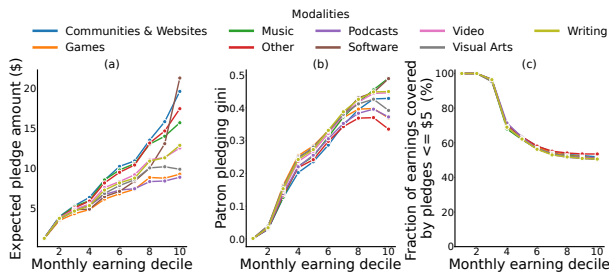 Modalities
Communities & Websites
Music
Podcasts
Video
Writing
Games
Other
Software
Visual Arts
(a)
(b)
(c)
Expected pledge amount ($)
20
15
10
5
2 4 6 8 10
Monthly earning decile
Patron pledging gini
0.5
0.4
0.3
0.2
0.1
0.0
2 4 6 8 10
Monthly earning decile
Fraction of earnings covered
by pledges <= $5 (%)
100
80
60
40
20
0
2 4 6 8 10
Monthly earning decile